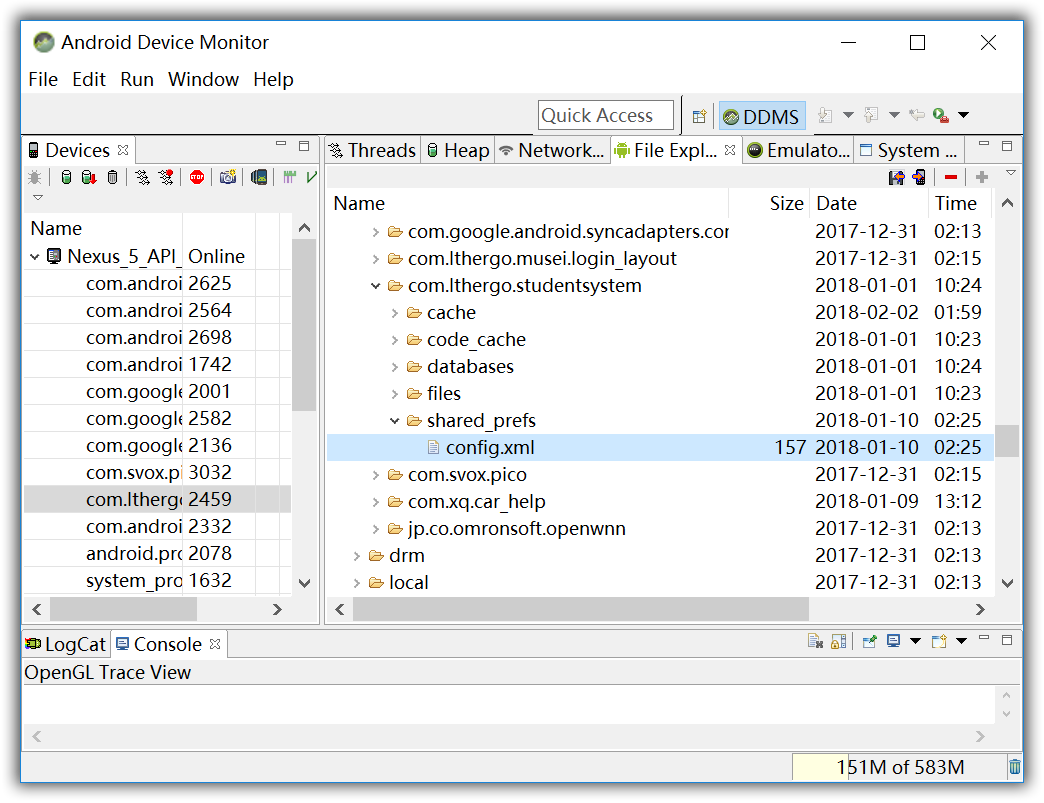 Android Device Monitor
File Edit Run Window Help
Quick Access DDMS
Devices
Name
Nexus_5_API_ Online
com.androi 2625
com.androi 2564
com.androi 2698
com.androi 1742
com.google 2001
com.google 2582
com.google 2136
com.svox.pi 3032
com.ltherg 2459
com.androi 2332
android.pro 2078
system_pro 1632
Threads Heap Network... File Expl... Emulato... System ...
Name Size Date Time
com.google.android.syncadapters.cor 2017-12-31 02:13
com.lthergo.musei.login_layout 2017-12-31 02:15
com.lthergo.studentsystem 2018-01-01 10:24
cache 2018-02-02 01:59
code_cache 2018-01-01 10:23
databases 2018-01-01 10:24
files 2018-01-01 10:23
shared_prefs 2018-01-10 02:25
config.xml 157 2018-01-10 02:25
com.svox.pico 2017-12-31 02:15
com.xq.car_help 2018-01-09 13:12
jp.co.omronsoft.openwnn 2017-12-31 02:13
drm 2017-12-31 02:13
local 2017-12-31 02:13
LogCat Console
OpenGL Trace View
151M of 583M